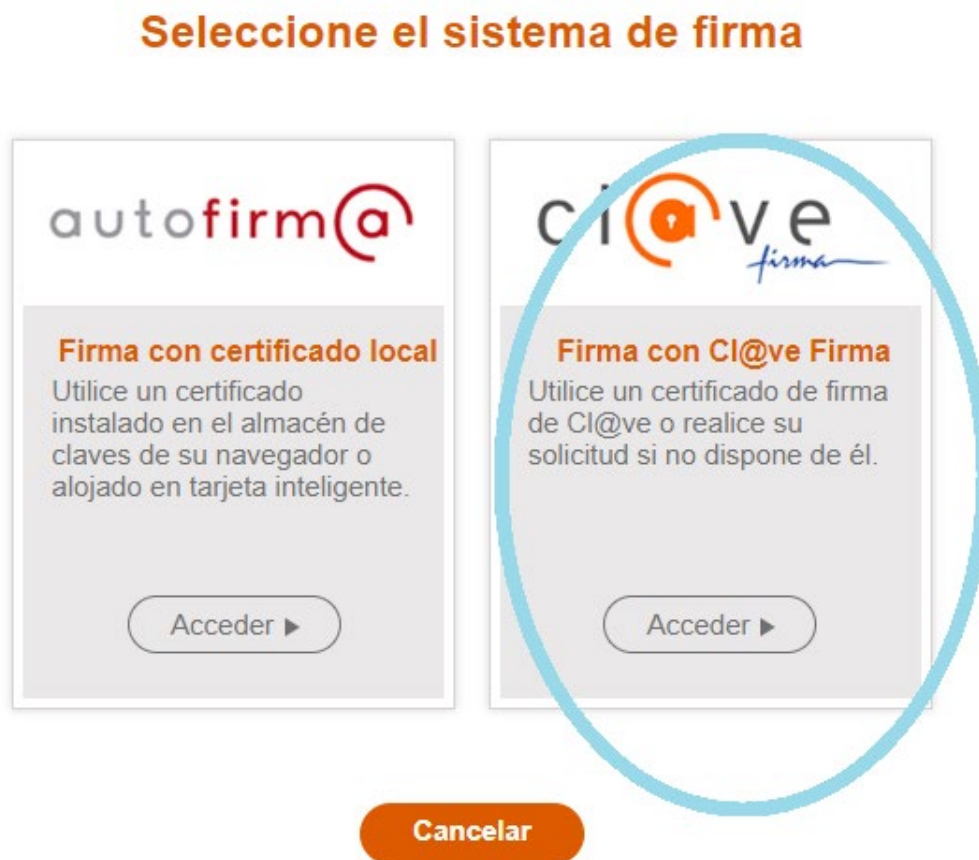 Seleccione el sistema de firma
autofirm@
Firma con certificado local
Utilice un certificado
instalado en el almacén de
claves de su navegador o
alojado en tarjeta inteligente.
Acceder
cl@ve
firma
Firma con Cl@ve Firma
Utilice un certificado de firma
de Cl@ve o realice su
solicitud si no dispone de él.
Acceder
Cancelar